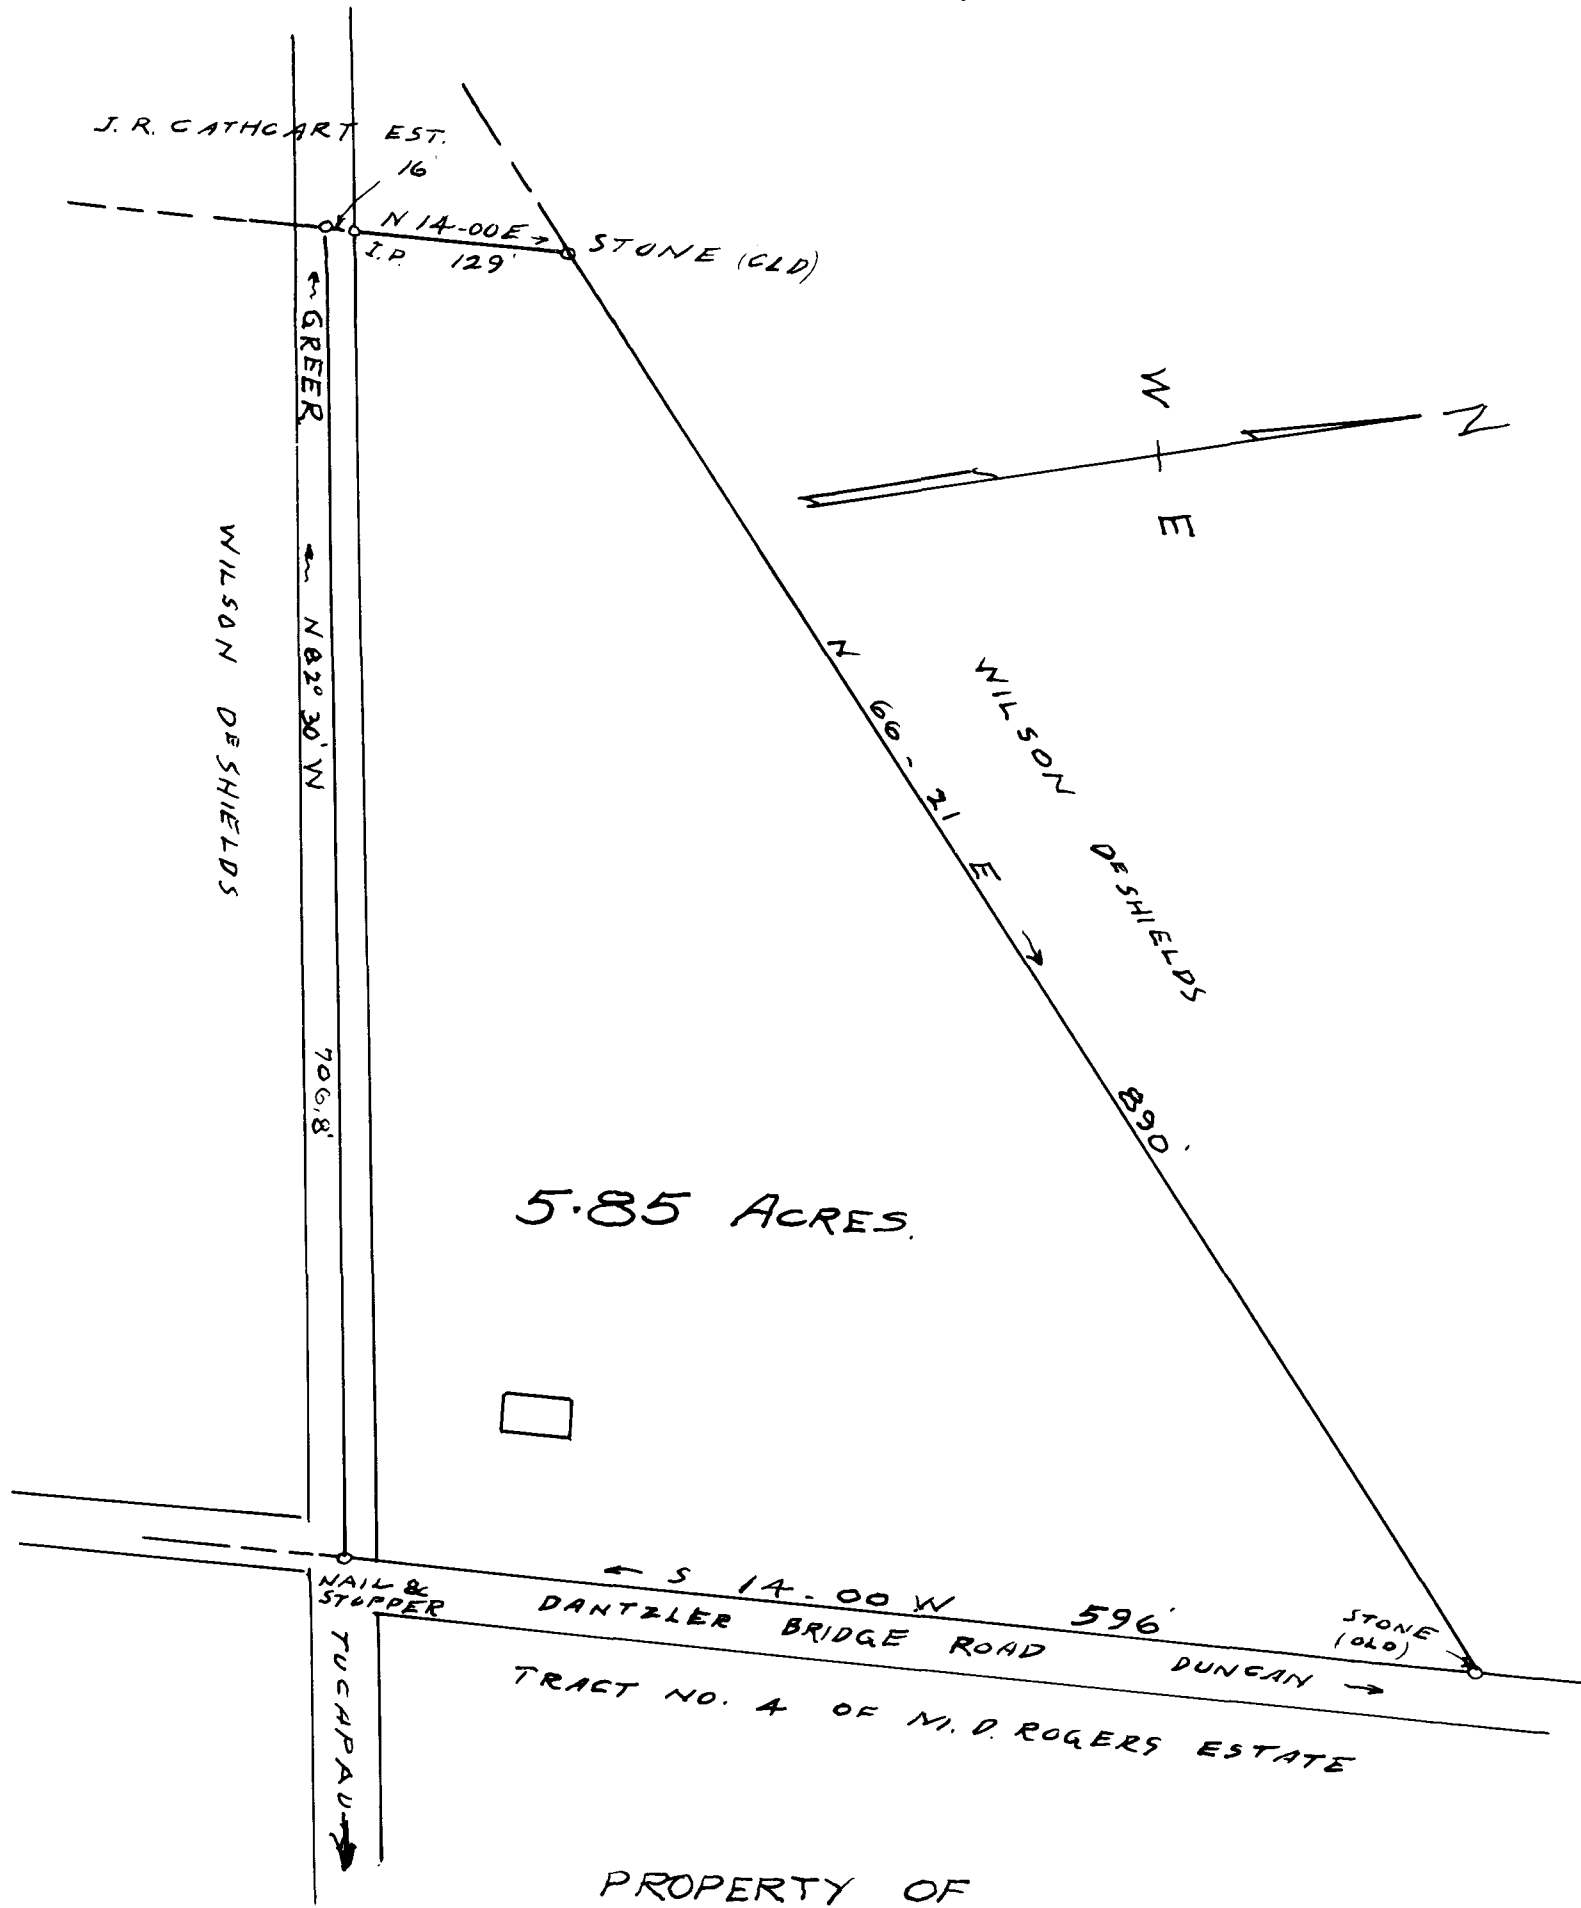 J. R. CATHCART EST.
16'
N 14-00 E →
I.P. 129'
STONE (OLD)
← GREER
← N 82° 30' W
706.8'
WILSON DESHIELDS
W
N
E
N 66-21 E →
890'
WILSON DESHIELDS
5.85 ACRES.
NAIL &
STOPPER
← S 14-00 W 596'
DANTZLER BRIDGE ROAD DUNCAN →
STONE
(OLD)
TRACT NO. 4 OF M. D. ROGERS ESTATE
TUCAPAU →
PROPERTY OF